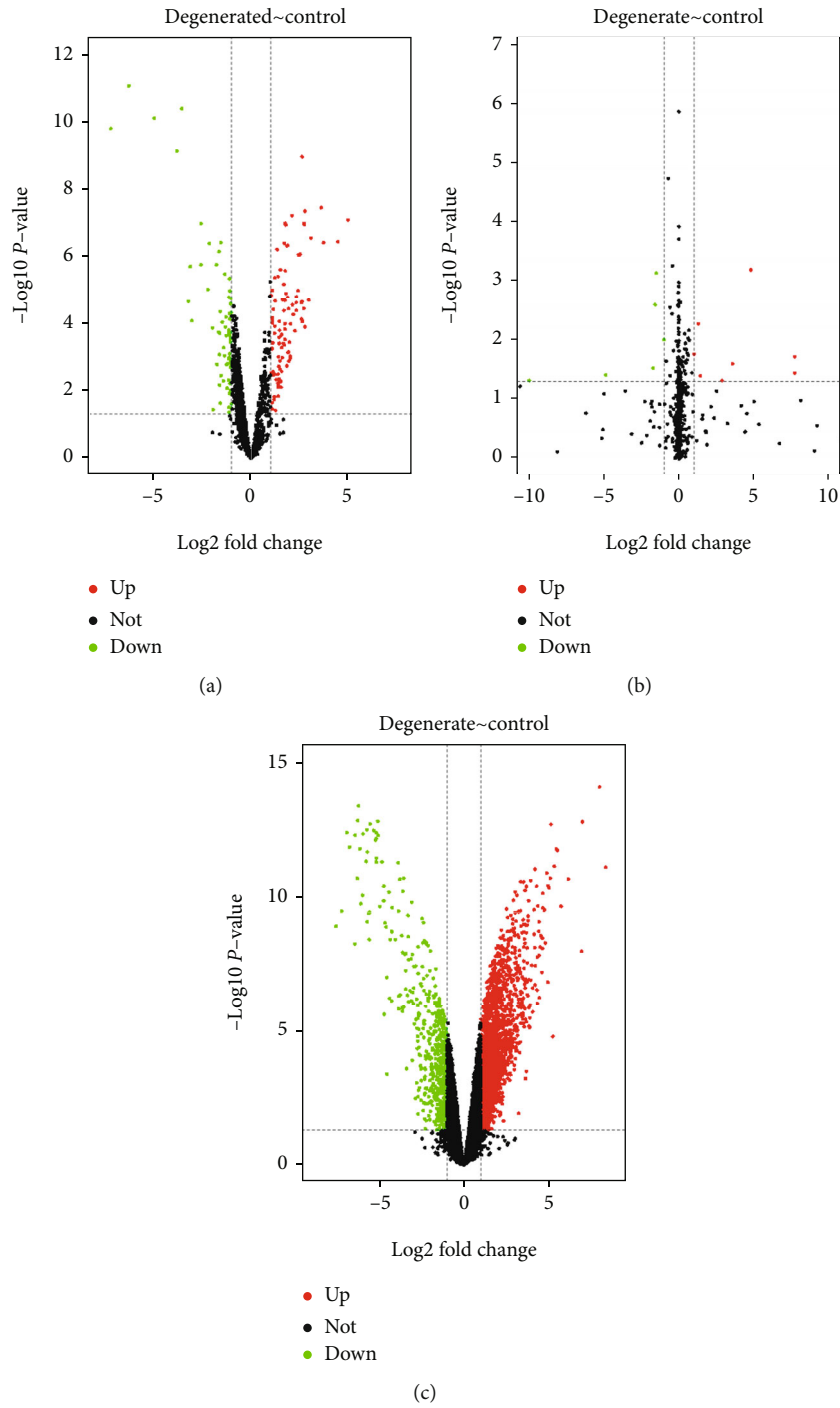 Degenerated~control
12
10
8
6
4
2
0
–Log10 P–value
–5
0
5
Log2 fold change
Up
Not
Down
(a)
Degenerate~control
7
6
5
4
3
2
1
0
–Log10 P–value
–10
–5
0
5
10
Log2 fold change
Up
Not
Down
(b)
Degenerate~control
15
10
5
0
–Log10 P–value
–5
0
5
Log2 fold change
Up
Not
Down
(c)